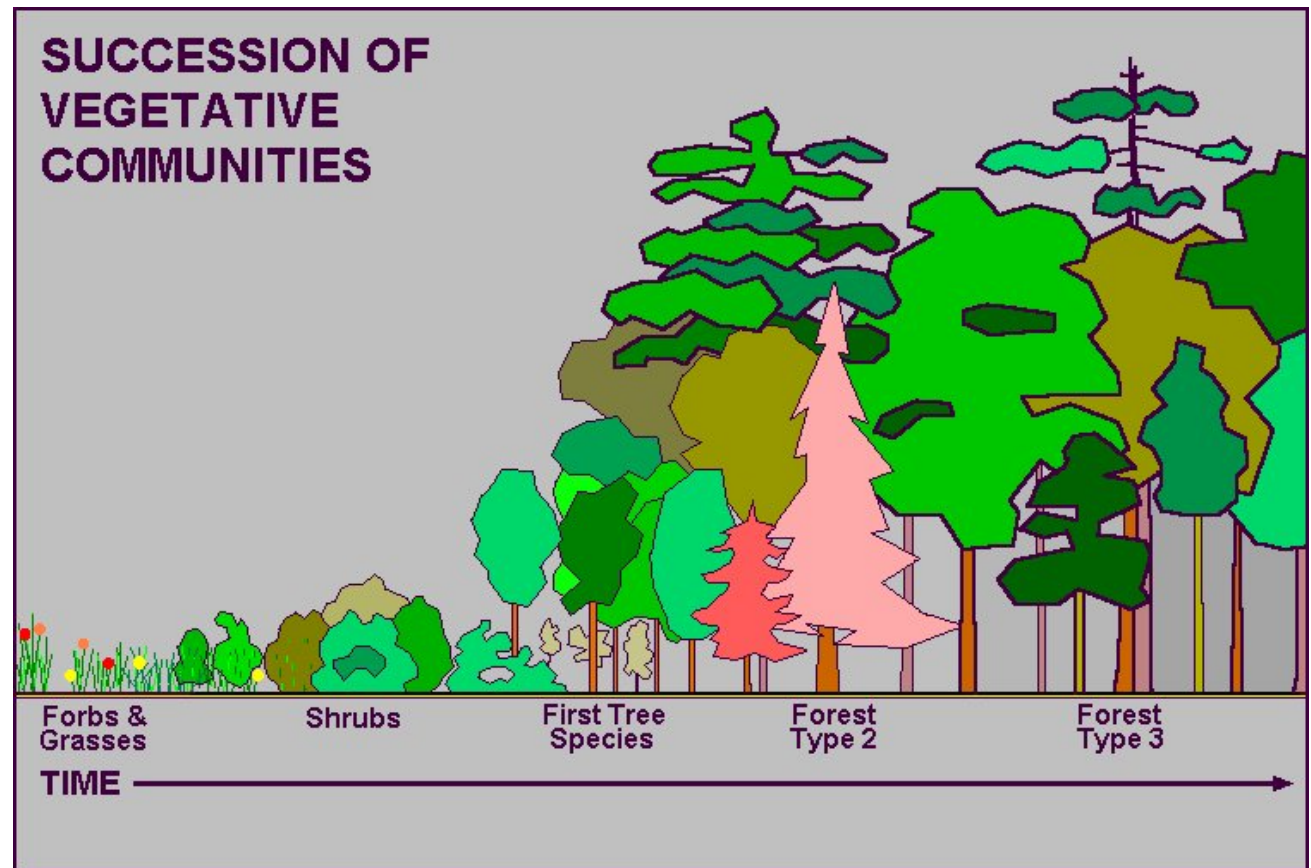 SUCCESSION OF
VEGETATIVE
COMMUNITIES
Forbs &
Grasses
Shrubs
First Tree
Species
Forest
Type 2
Forest
Type 3
TIME